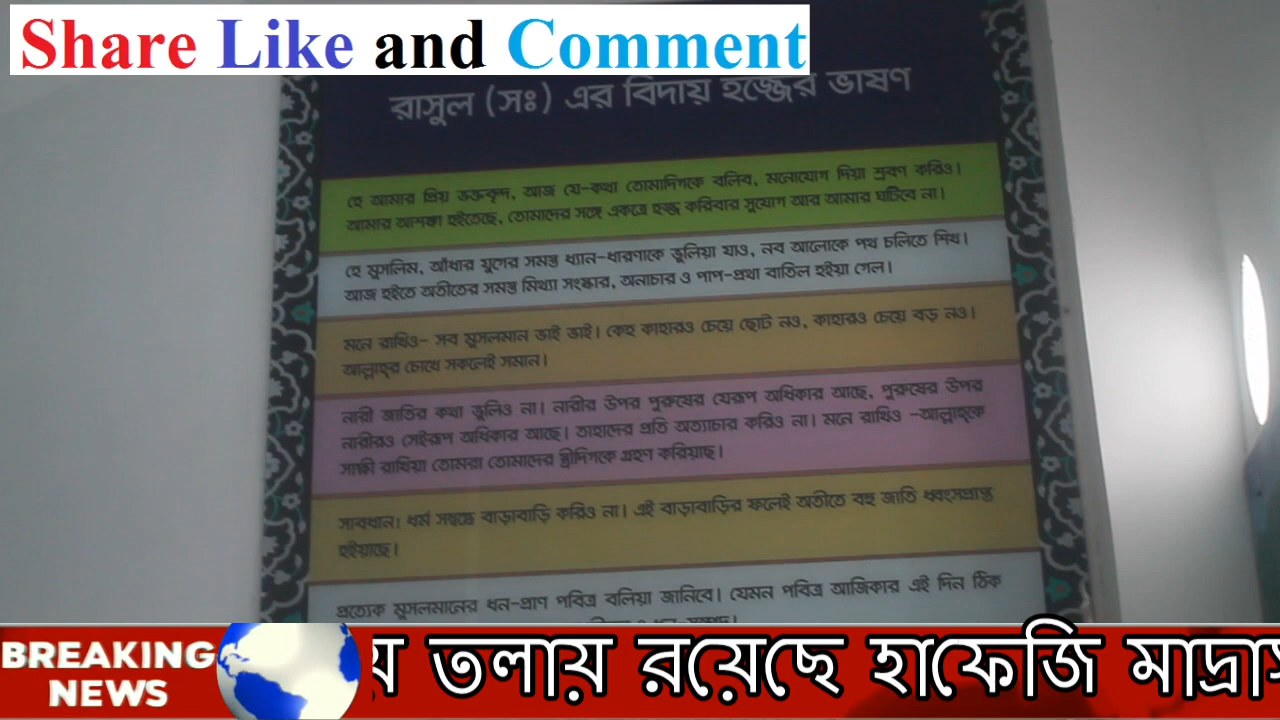 Share Like and Comment
রাসুল (সঃ) এর বিদায় হজ্জের ভাষণ
হে আমার প্রিয় ভক্তবৃন্দ, আজ যে-কথা তোমাদিগকে বলিব, মনোযোগ দিয়া শ্রবণ করিও।
আমার আশঙ্কা হইতেছে, তোমাদের সঙ্গে একত্রে হজ্জ করিবার সুযোগ আর আমার ঘটিবে না।
হে মুসলিম, আঁধার যুগের সমস্ত ধ্যান-ধারণাকে ভুলিয়া যাও, নব আলোকে পথ চলিতে শিখ।
আজ হইতে অতীতের সমস্ত মিথ্যা সংস্কার, অনাচার ও পাপ-প্রথা বাতিল হইয়া গেল।
মনে রাখিও- সব মুসলমান ভাই ভাই। কেহ কাহারও চেয়ে ছোট নও, কাহারও চেয়ে বড় নও।
আল্লাহ্‌র চোখে সকলেই সমান।
নারী জাতির কথা ভুলিও না। নারীর উপর পুরুষের যেরূপ অধিকার আছে, পুরুষের উপর
নারীরও সেইরূপ অধিকার আছে। তাহাদের প্রতি অত্যাচার করিও না। মনে রাখিও -আল্লাহ্‌কে
সাক্ষী রাখিয়া তোমরা তোমাদের স্ত্রীদিগকে গ্রহণ করিয়াছ।
সাবধান! ধর্ম সম্বন্ধে বাড়াবাড়ি করিও না। এই বাড়াবাড়ির ফলেই অতীতে বহু জাতি ধ্বংসপ্রাপ্ত
হইয়াছে।
প্রত্যেক মুসলমানের ধন-প্রাণ পবিত্র বলিয়া জানিবে। যেমন পবিত্র আজিকার এই দিন ঠিক
BREAKING
NEWS
তলায় রয়েছে হাফেজি